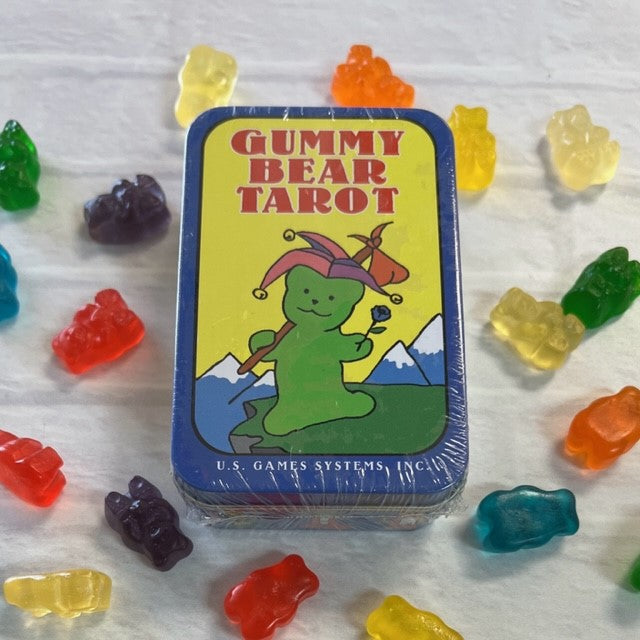 GUMMY
BEAR
TAROT
U.S. GAMES SYSTEMS, INC.